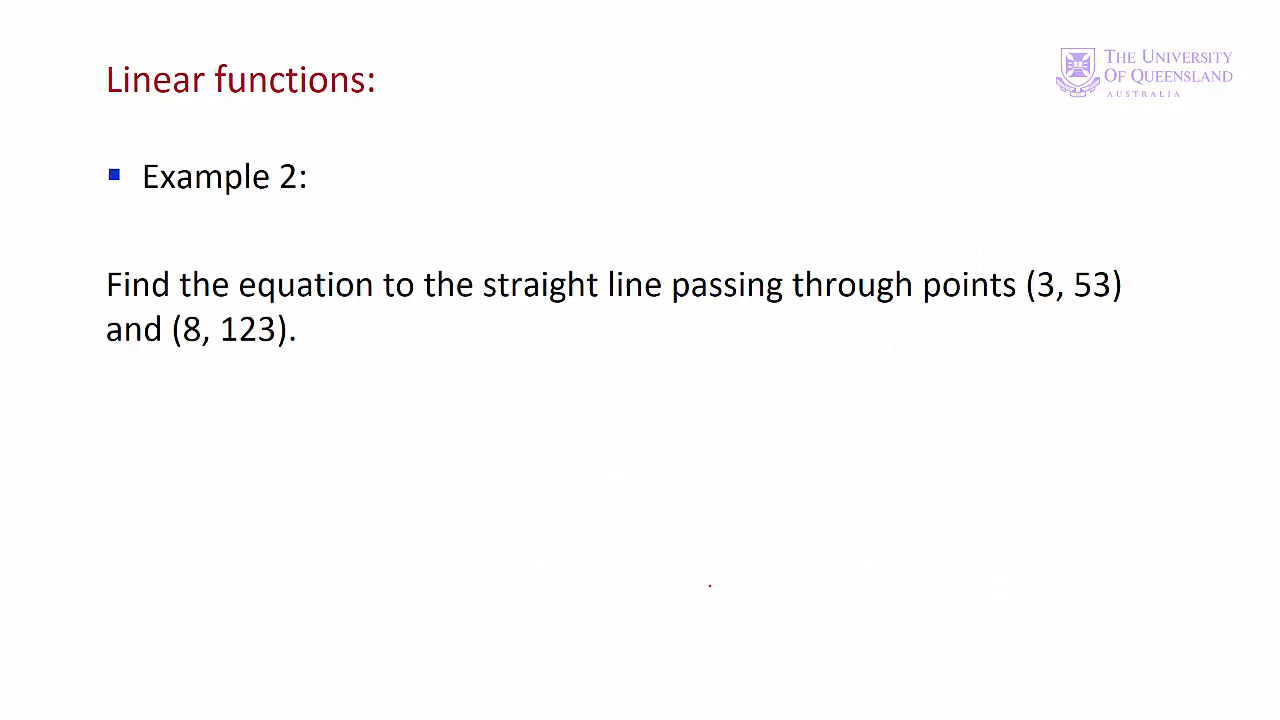 Linear functions:
THE UNIVERSITY
OF QUEENSLAND
AUSTRALIA
Example 2:
Find the equation to the straight line passing through points (3, 53)
and (8, 123).